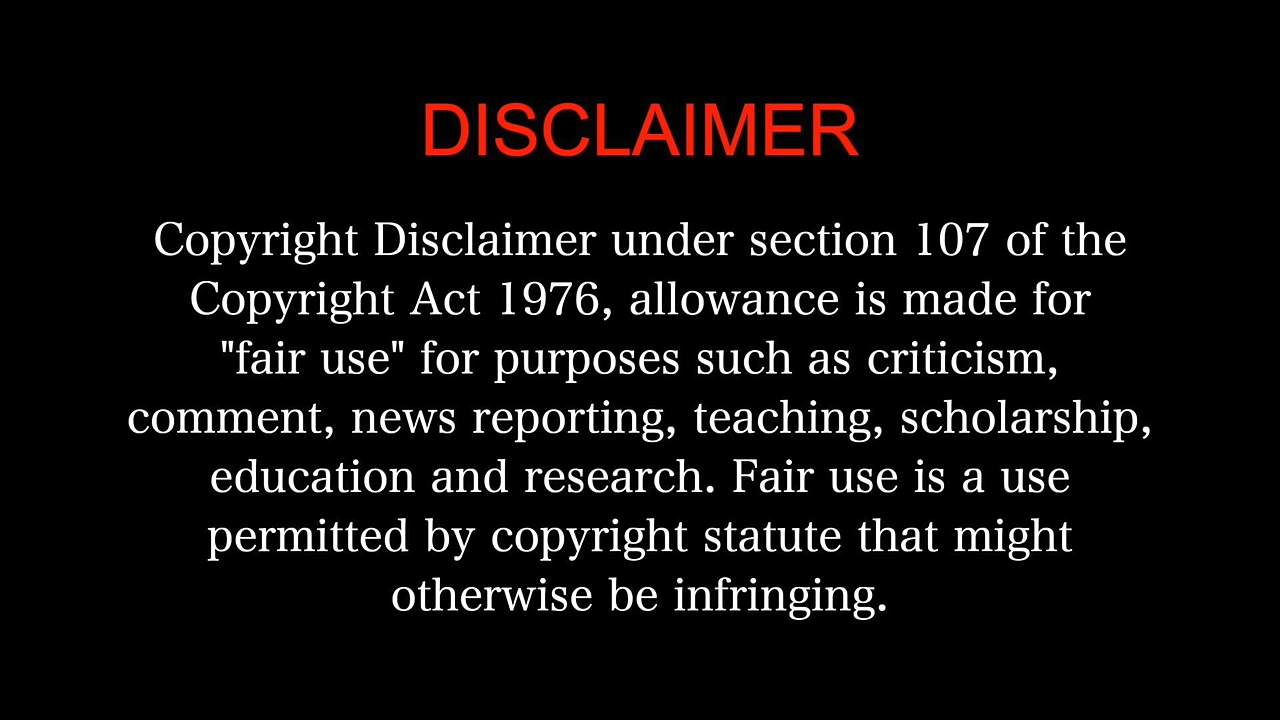 DISCLAIMER
Copyright Disclaimer under section 107 of the
Copyright Act 1976, allowance is made for
"fair use" for purposes such as criticism,
comment, news reporting, teaching, scholarship,
education and research. Fair use is a use
permitted by copyright statute that might
otherwise be infringing.